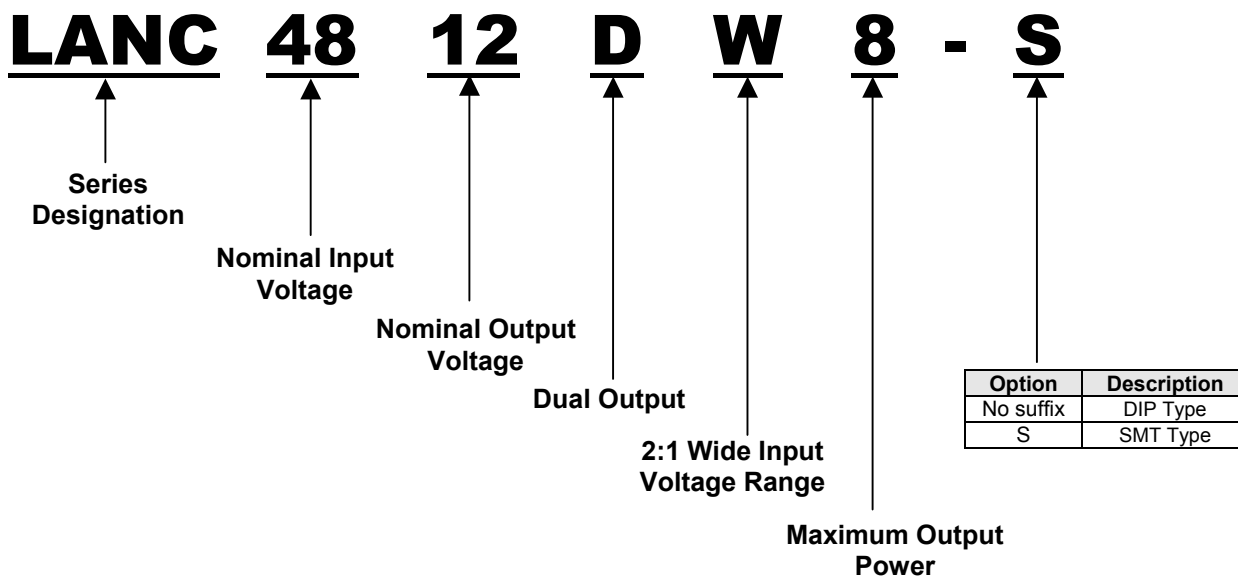 LANC 48 12 D W 8 - S
Series
Designation
Nominal Input
Voltage
Nominal Output
Voltage
Dual Output
2:1 Wide Input
Voltage Range
Maximum Output
Power
Option Description
No suffix DIP Type
S SMT Type